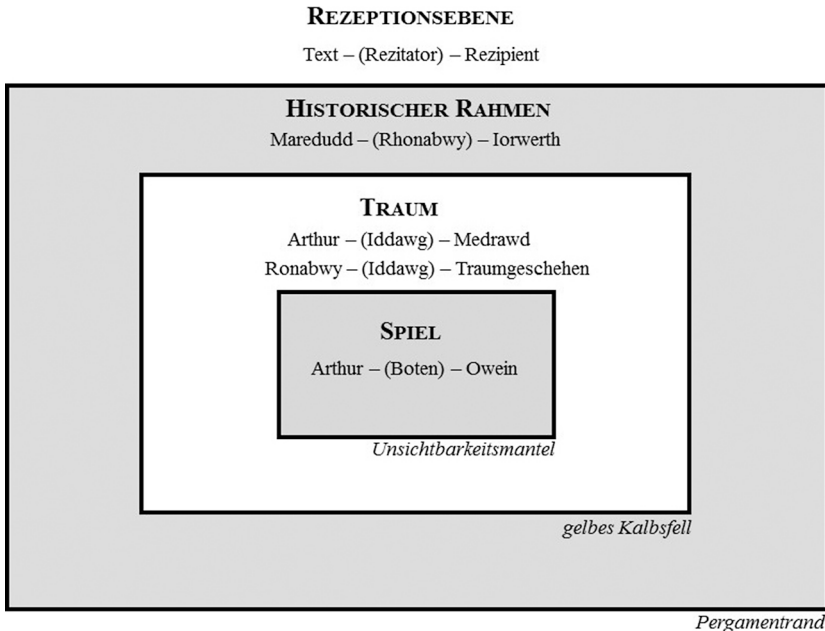 REZEPTIONSEBENE
Text – (Rezitator) – Rezipient
HISTORISCHER RAHMEN
Maredudd – (Rhonabwy) – Iorwerth
TRAUM
Arthur – (Iddawg) – Medrawd
Ronabwy – (Iddawg) – Traumgeschehen
SPIEL
Arthur – (Boten) – Owein
Unsichtbarkeitsmantel
gelbes Kalbsfell
Pergamentrand